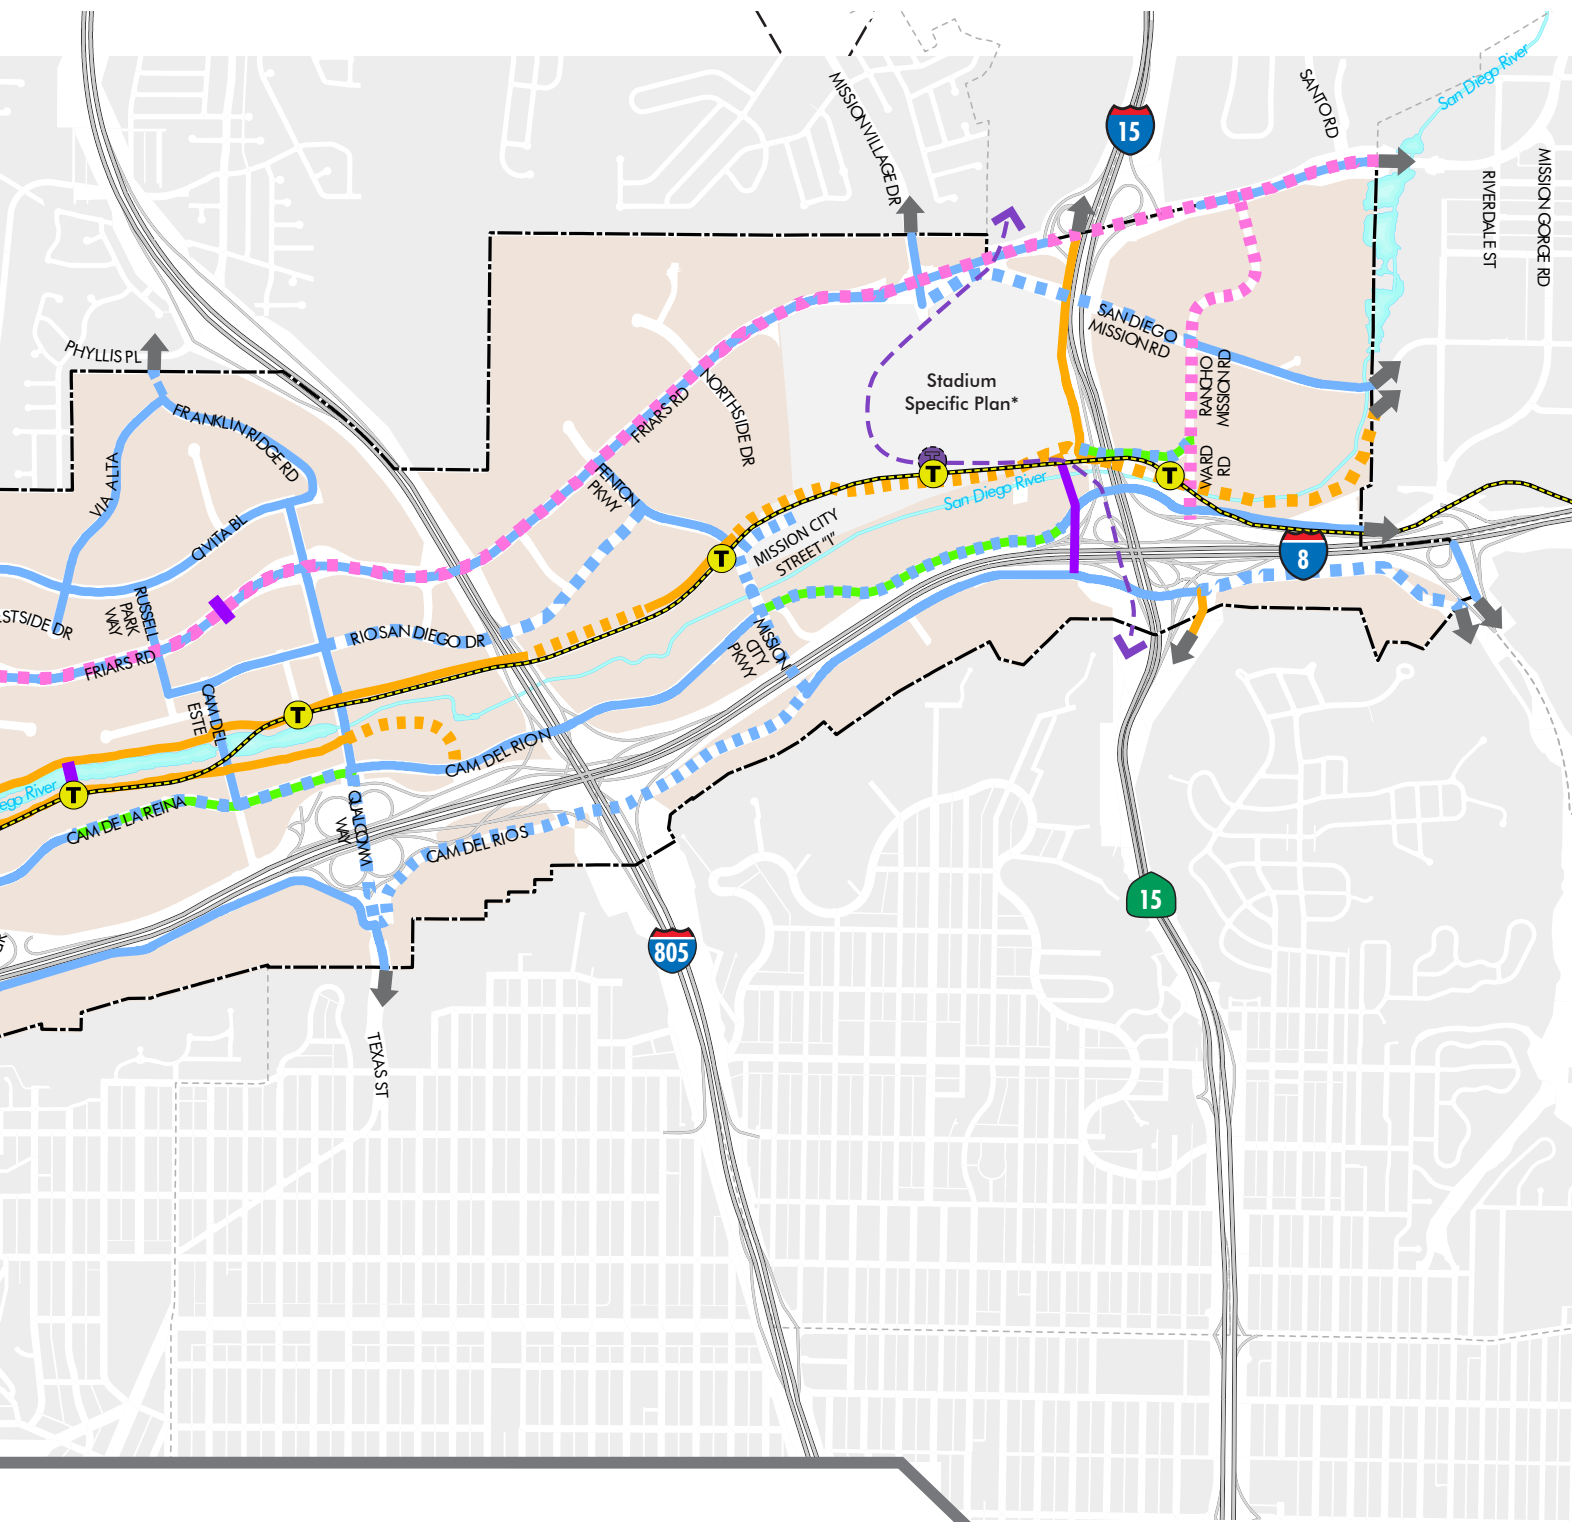 San Diego River
SANTO RD
MISSION VILLAGE DR
15
MISSION GORGE RD
RIVERDALE ST
SAN DIEGO
MISSION RD
PHYLLIS PL
FRANKLIN RIDGE RD
NORTHSIDE DR
FRIARS RD
Stadium
Specific Plan*
RANCHO
MISSION RD
WARD
RD
VIA ALTA
CIVITA BL
FENTON
PKWY
T
T
T
San Diego River
MISSION CITY
STREET "I"
8
RUSSELL
PARK
WAY
STSIDE DR
FRIARS RD
RIO SAN DIEGO DR
MISSION
CITY
PKWY
CAM DEL
ESTE
T
CAM DEL RIO N
T
ego River
CAM DE LA REINA
QUALCOMM
WAY
CAM DEL RIO S
15
805
TEXAS ST